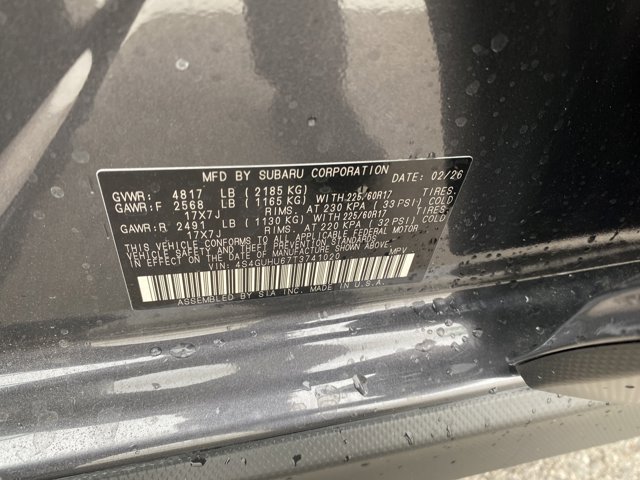 MFD BY SUBARU CORPORATION DATE: 02/26
GVWR: 4817 LB (2185 KG)
GAWR:F 2568 LB (1165 KG) WITH 225/60R17 TIRES.
17X7J RIMS. AT 230 KPA (33 PSI) COLD
GAWR:R 2491 LB (1130 KG) WITH 225/60R17 TIRES.
17X7J RIMS. AT 220 KPA (32 PSI) COLD
THIS VEHICLE CONFORMS TO ALL APPLICABLE FEDERAL MOTOR
VEHICLE SAFETY AND THEFT PREVENTION STANDARDS
IN EFFECT ON THE DATE OF MANUFACTURE SHOWN ABOVE.
VIN: 4S4GUHU67T3741020 MPV
ASSEMBLED BY SIA INC. IN U.S.A.